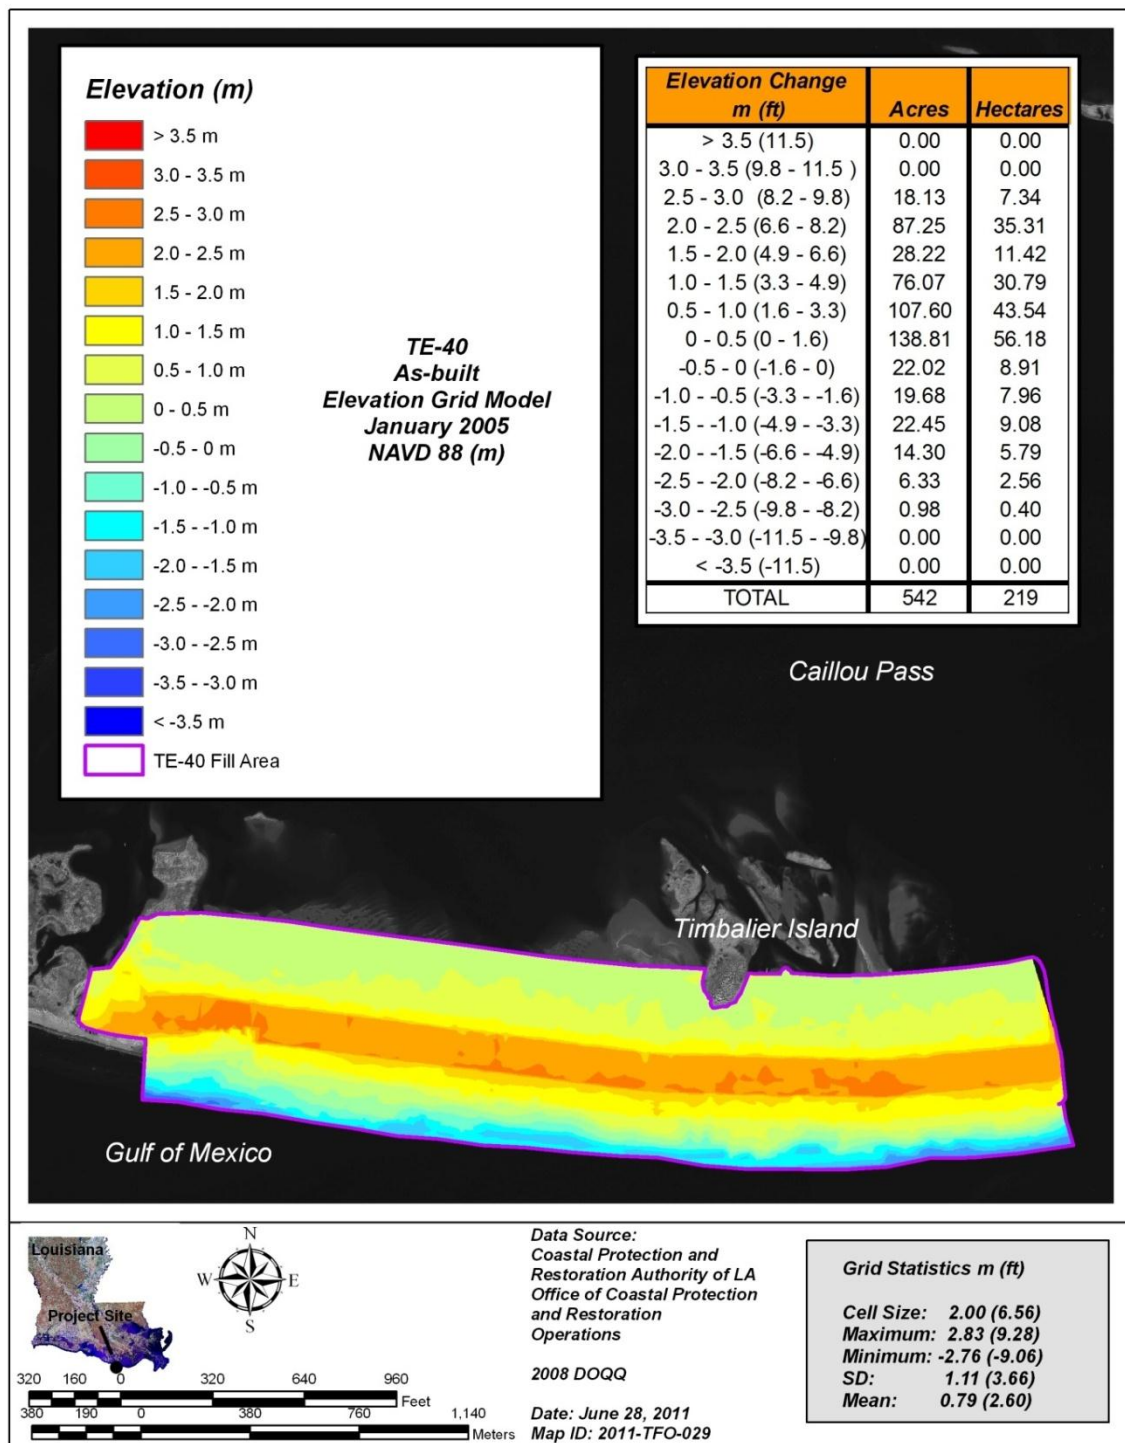 Elevation (m)
> 3.5 m
3.0 - 3.5 m
2.5 - 3.0 m
2.0 - 2.5 m
1.5 - 2.0 m
1.0 - 1.5 m
0.5 - 1.0 m
0 - 0.5 m
-0.5 - 0 m
-1.0 - -0.5 m
-1.5 - -1.0 m
-2.0 - -1.5 m
-2.5 - -2.0 m
-3.0 - -2.5 m
-3.5 - -3.0 m
< -3.5 m
TE-40 Fill Area
TE-40
As-built
Elevation Grid Model
January 2005
NAVD 88 (m)
Elevation Change
m (ft) Acres Hectares
> 3.5 (11.5) 0.00 0.00
3.0 - 3.5 (9.8 - 11.5 ) 0.00 0.00
2.5 - 3.0 (8.2 - 9.8) 18.13 7.34
2.0 - 2.5 (6.6 - 8.2) 87.25 35.31
1.5 - 2.0 (4.9 - 6.6) 28.22 11.42
1.0 - 1.5 (3.3 - 4.9) 76.07 30.79
0.5 - 1.0 (1.6 - 3.3) 107.60 43.54
0 - 0.5 (0 - 1.6) 138.81 56.18
-0.5 - 0 (-1.6 - 0) 22.02 8.91
-1.0 - -0.5 (-3.3 - -1.6) 19.68 7.96
-1.5 - -1.0 (-4.9 - -3.3) 22.45 9.08
-2.0 - -1.5 (-6.6 - -4.9) 14.30 5.79
-2.5 - -2.0 (-8.2 - -6.6) 6.33 2.56
-3.0 - -2.5 (-9.8 - -8.2) 0.98 0.40
-3.5 - -3.0 (-11.5 - -9.8) 0.00 0.00
< -3.5 (-11.5) 0.00 0.00
TOTAL 542 219
Caillou Pass
Timbalier Island
Gulf of Mexico
Louisiana
Project Site
N
W E
S
320 160 0 320 640 960
Feet
380 190 0 380 760 1,140
Meters
Data Source:
Coastal Protection and
Restoration Authority of LA
Office of Coastal Protection
and Restoration
Operations
2008 DOQQ
Date: June 28, 2011
Map ID: 2011-TFO-029
Grid Statistics m (ft)
Cell Size: 2.00 (6.56)
Maximum: 2.83 (9.28)
Minimum: -2.76 (-9.06)
SD: 1.11 (3.66)
Mean: 0.79 (2.60)